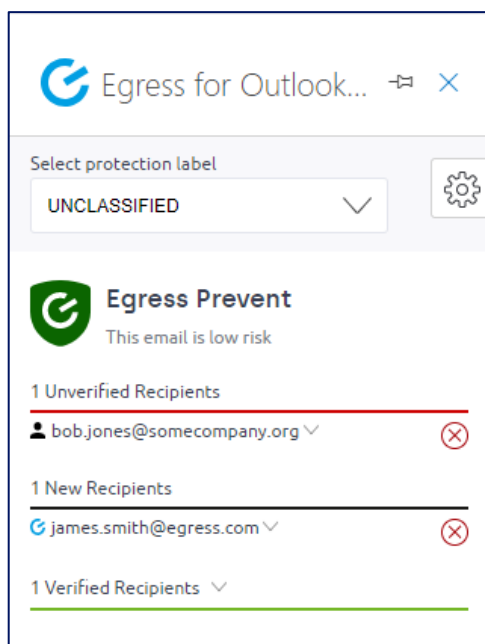 Egress for Outlook...
Select protection label
UNCLASSIFIED
Egress Prevent
This email is low risk
1 Unverified Recipients
bob.jones@somecompany.org
1 New Recipients
james.smith@egress.com
1 Verified Recipients